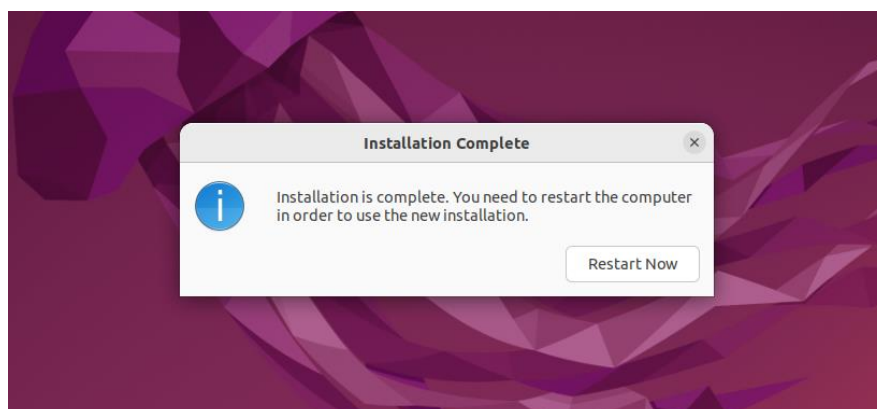 Installation Complete
Installation is complete. You need to restart the computer
in order to use the new installation.
Restart Now